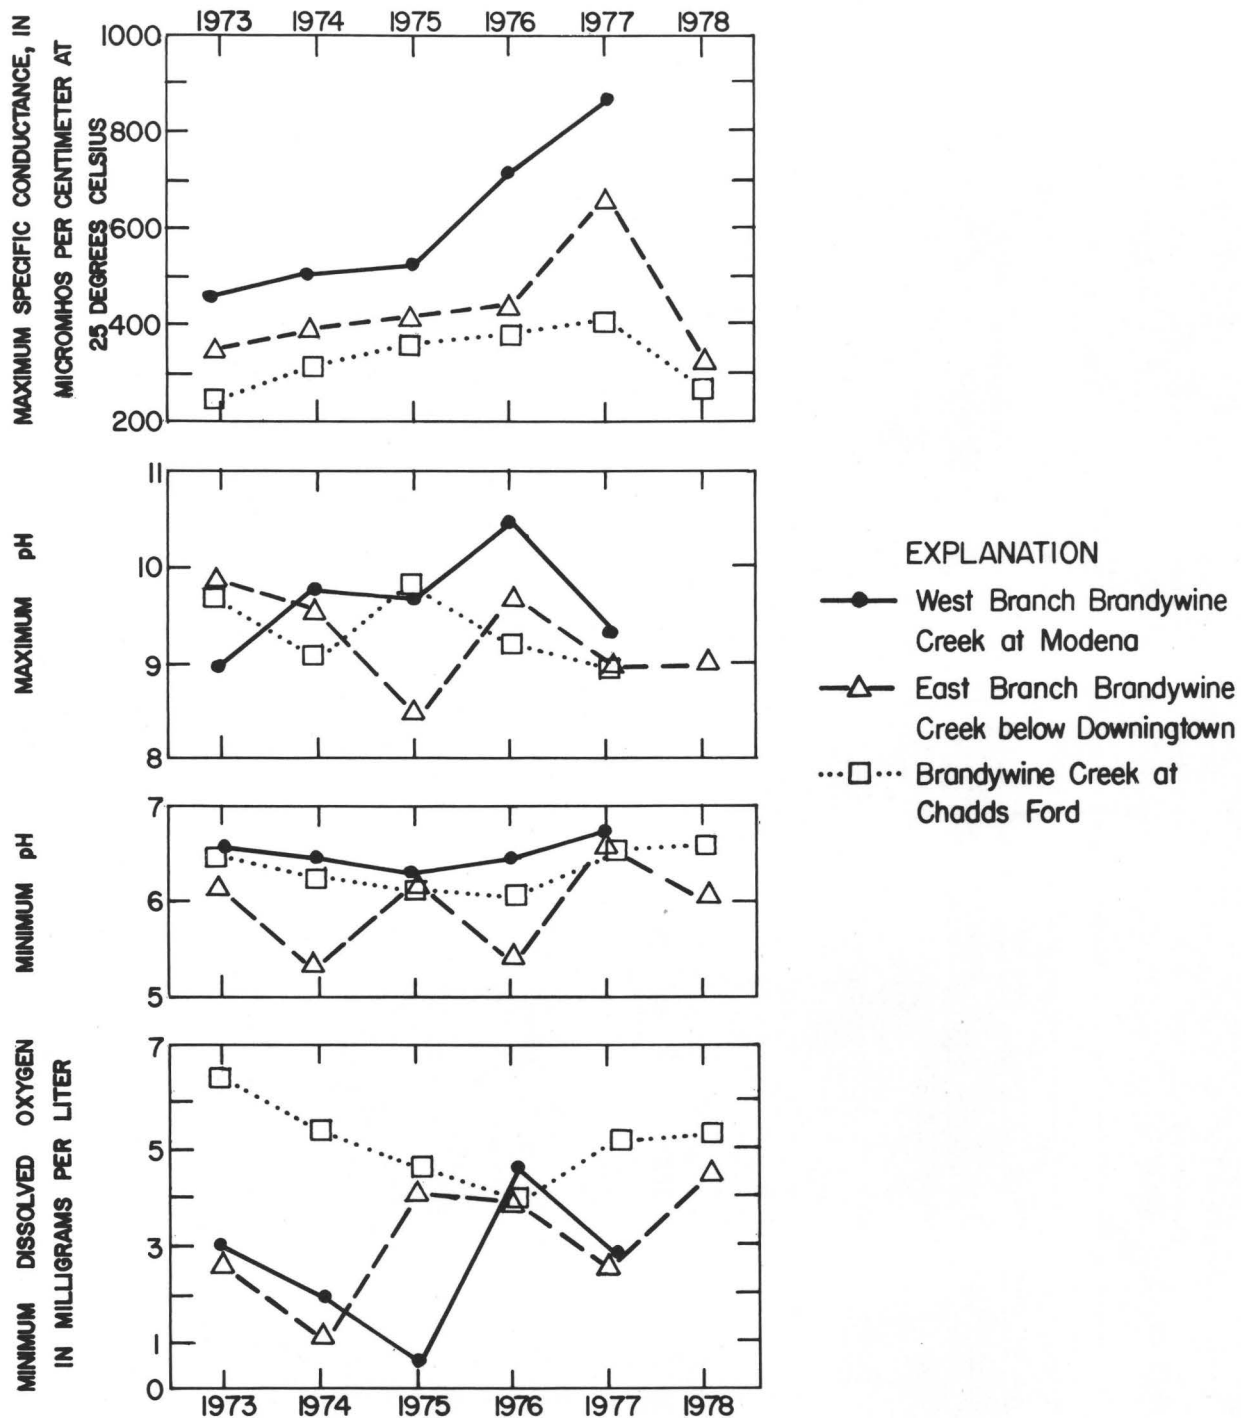 1973 1974 1975 1976 1977 1978
MAXIMUM SPECIFIC CONDUCTANCE, IN
MICROMHOS PER CENTIMETER AT
25 DEGREES CELSIUS
1000
800
600
400
200
MAXIMUM pH
11
10
9
8
MINIMUM pH
7
6
5
MINIMUM DISSOLVED OXYGEN
IN MILLIGRAMS PER LITER
7
5
3
1
0
1973 1974 1975 1976 1977 1978
EXPLANATION
West Branch Brandywine
Creek at Modena
East Branch Brandywine
Creek below Downingtown
Brandywine Creek at
Chadds Ford